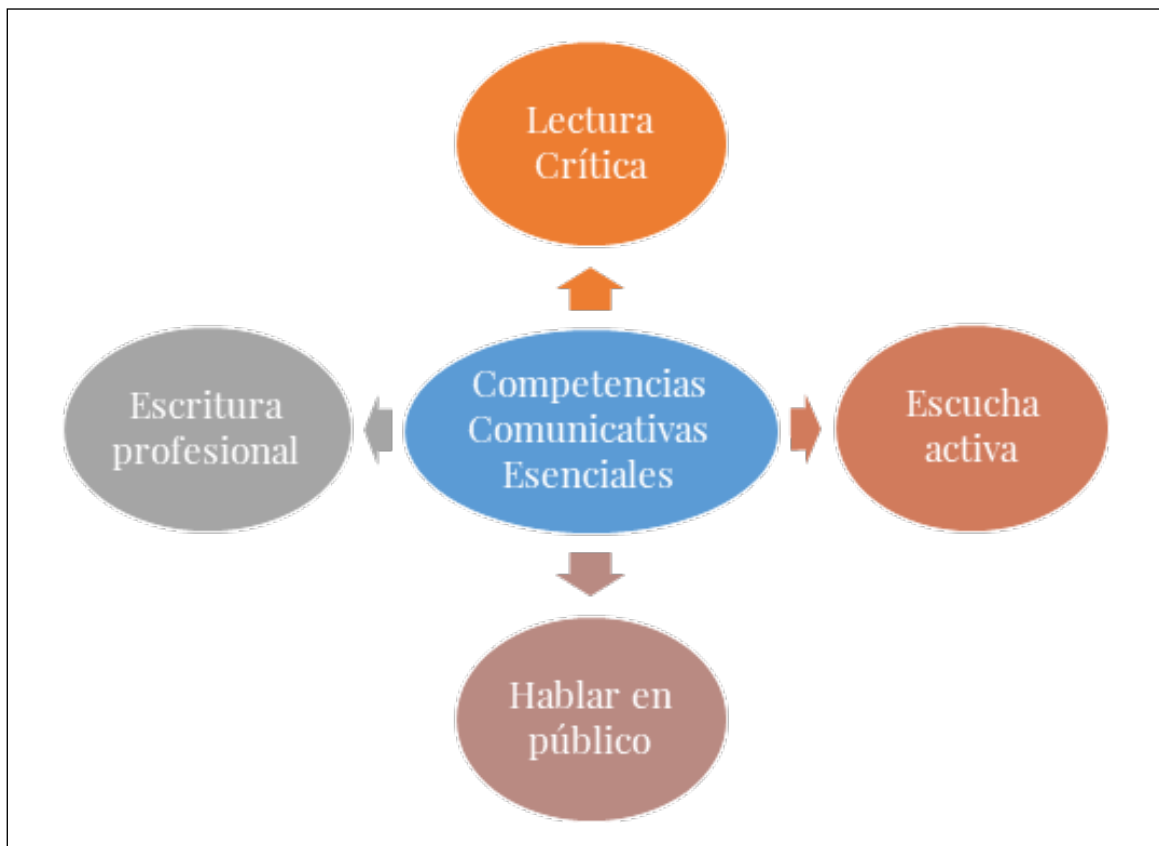 Lectura
Crítica
Escritura
profesional
Competencias
Comunicativas
Esenciales
Escucha
activa
Hablar en
público